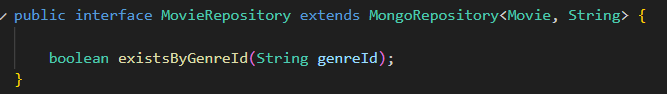 public interface MovieRepository extends MongoRepository<Movie, String> {
boolean existsByGenreId(String genreId);
}